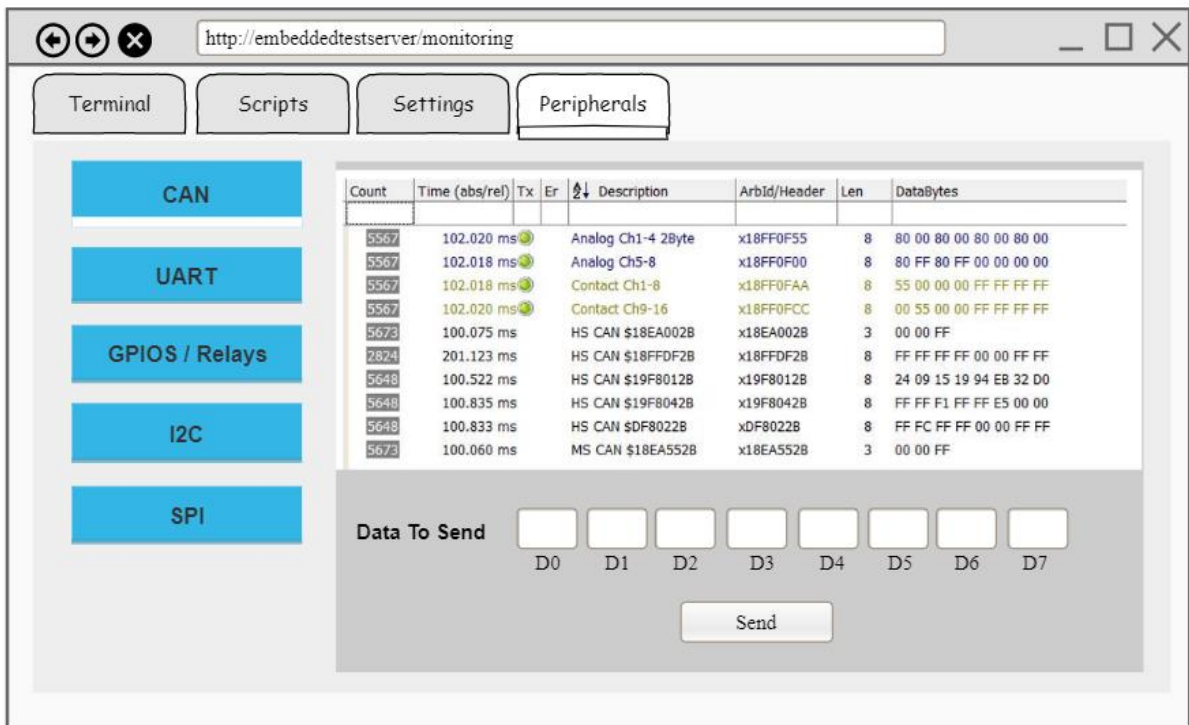 http://embeddedtestserver/monitoring
Terminal Scripts Settings Peripherals
CAN
UART
GPIOS / Relays
I2C
SPI
Count Time (abs/rel) Tx Er Description ArbId/Header Len DataBytes
5567 102.020 ms Analog Ch1-4 2Byte x18FF0F55 8 80 00 80 00 80 00 80 00
5567 102.018 ms Analog Ch5-8 x18FF0F00 8 80 FF 80 FF 00 00 00 00
5567 102.018 ms Contact Ch1-8 x18FF0FAA 8 55 00 00 00 FF FF FF FF
5567 102.020 ms Contact Ch9-16 x18FF0FCC 8 00 55 00 00 FF FF FF FF
5673 100.075 ms HS CAN $18EA002B x18EA002B 3 00 00 FF
2824 201.123 ms HS CAN $18FFDF2B x18FFDF2B 8 FF FF FF FF 00 00 FF FF
5648 100.522 ms HS CAN $19F8012B x19F8012B 8 24 09 15 19 94 EB 32 D0
5648 100.835 ms HS CAN $19F8042B x19F8042B 8 FF FF F1 FF FF E5 00 00
5648 100.833 ms HS CAN $DF8022B xDF8022B 8 FF FC FF FF 00 00 FF FF
5673 100.060 ms MS CAN $18EA552B x18EA552B 3 00 00 FF
Data To Send
D0 D1 D2 D3 D4 D5 D6 D7
Send